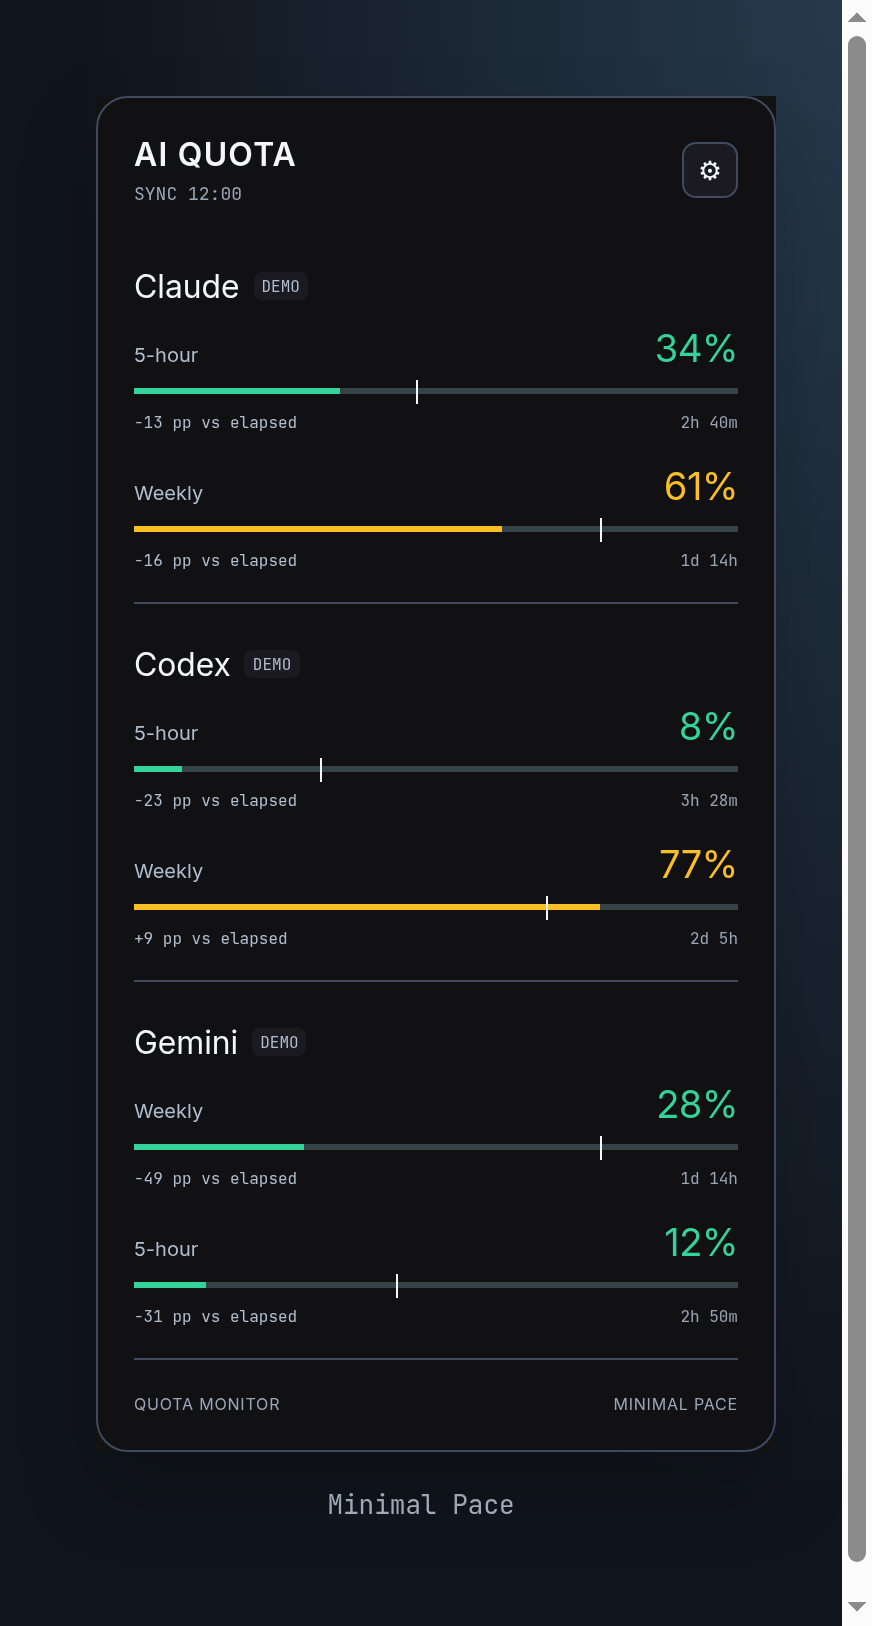 AI QUOTA
SYNC 12:00
⚙
Claude DEMO
5-hour 34%
-13 pp vs elapsed 2h 40m
Weekly 61%
-16 pp vs elapsed 1d 14h
Codex DEMO
5-hour 8%
-23 pp vs elapsed 3h 28m
Weekly 77%
+9 pp vs elapsed 2d 5h
Gemini DEMO
Weekly 28%
-49 pp vs elapsed 1d 14h
5-hour 12%
-31 pp vs elapsed 2h 50m
QUOTA MONITOR MINIMAL PACE
Minimal Pace